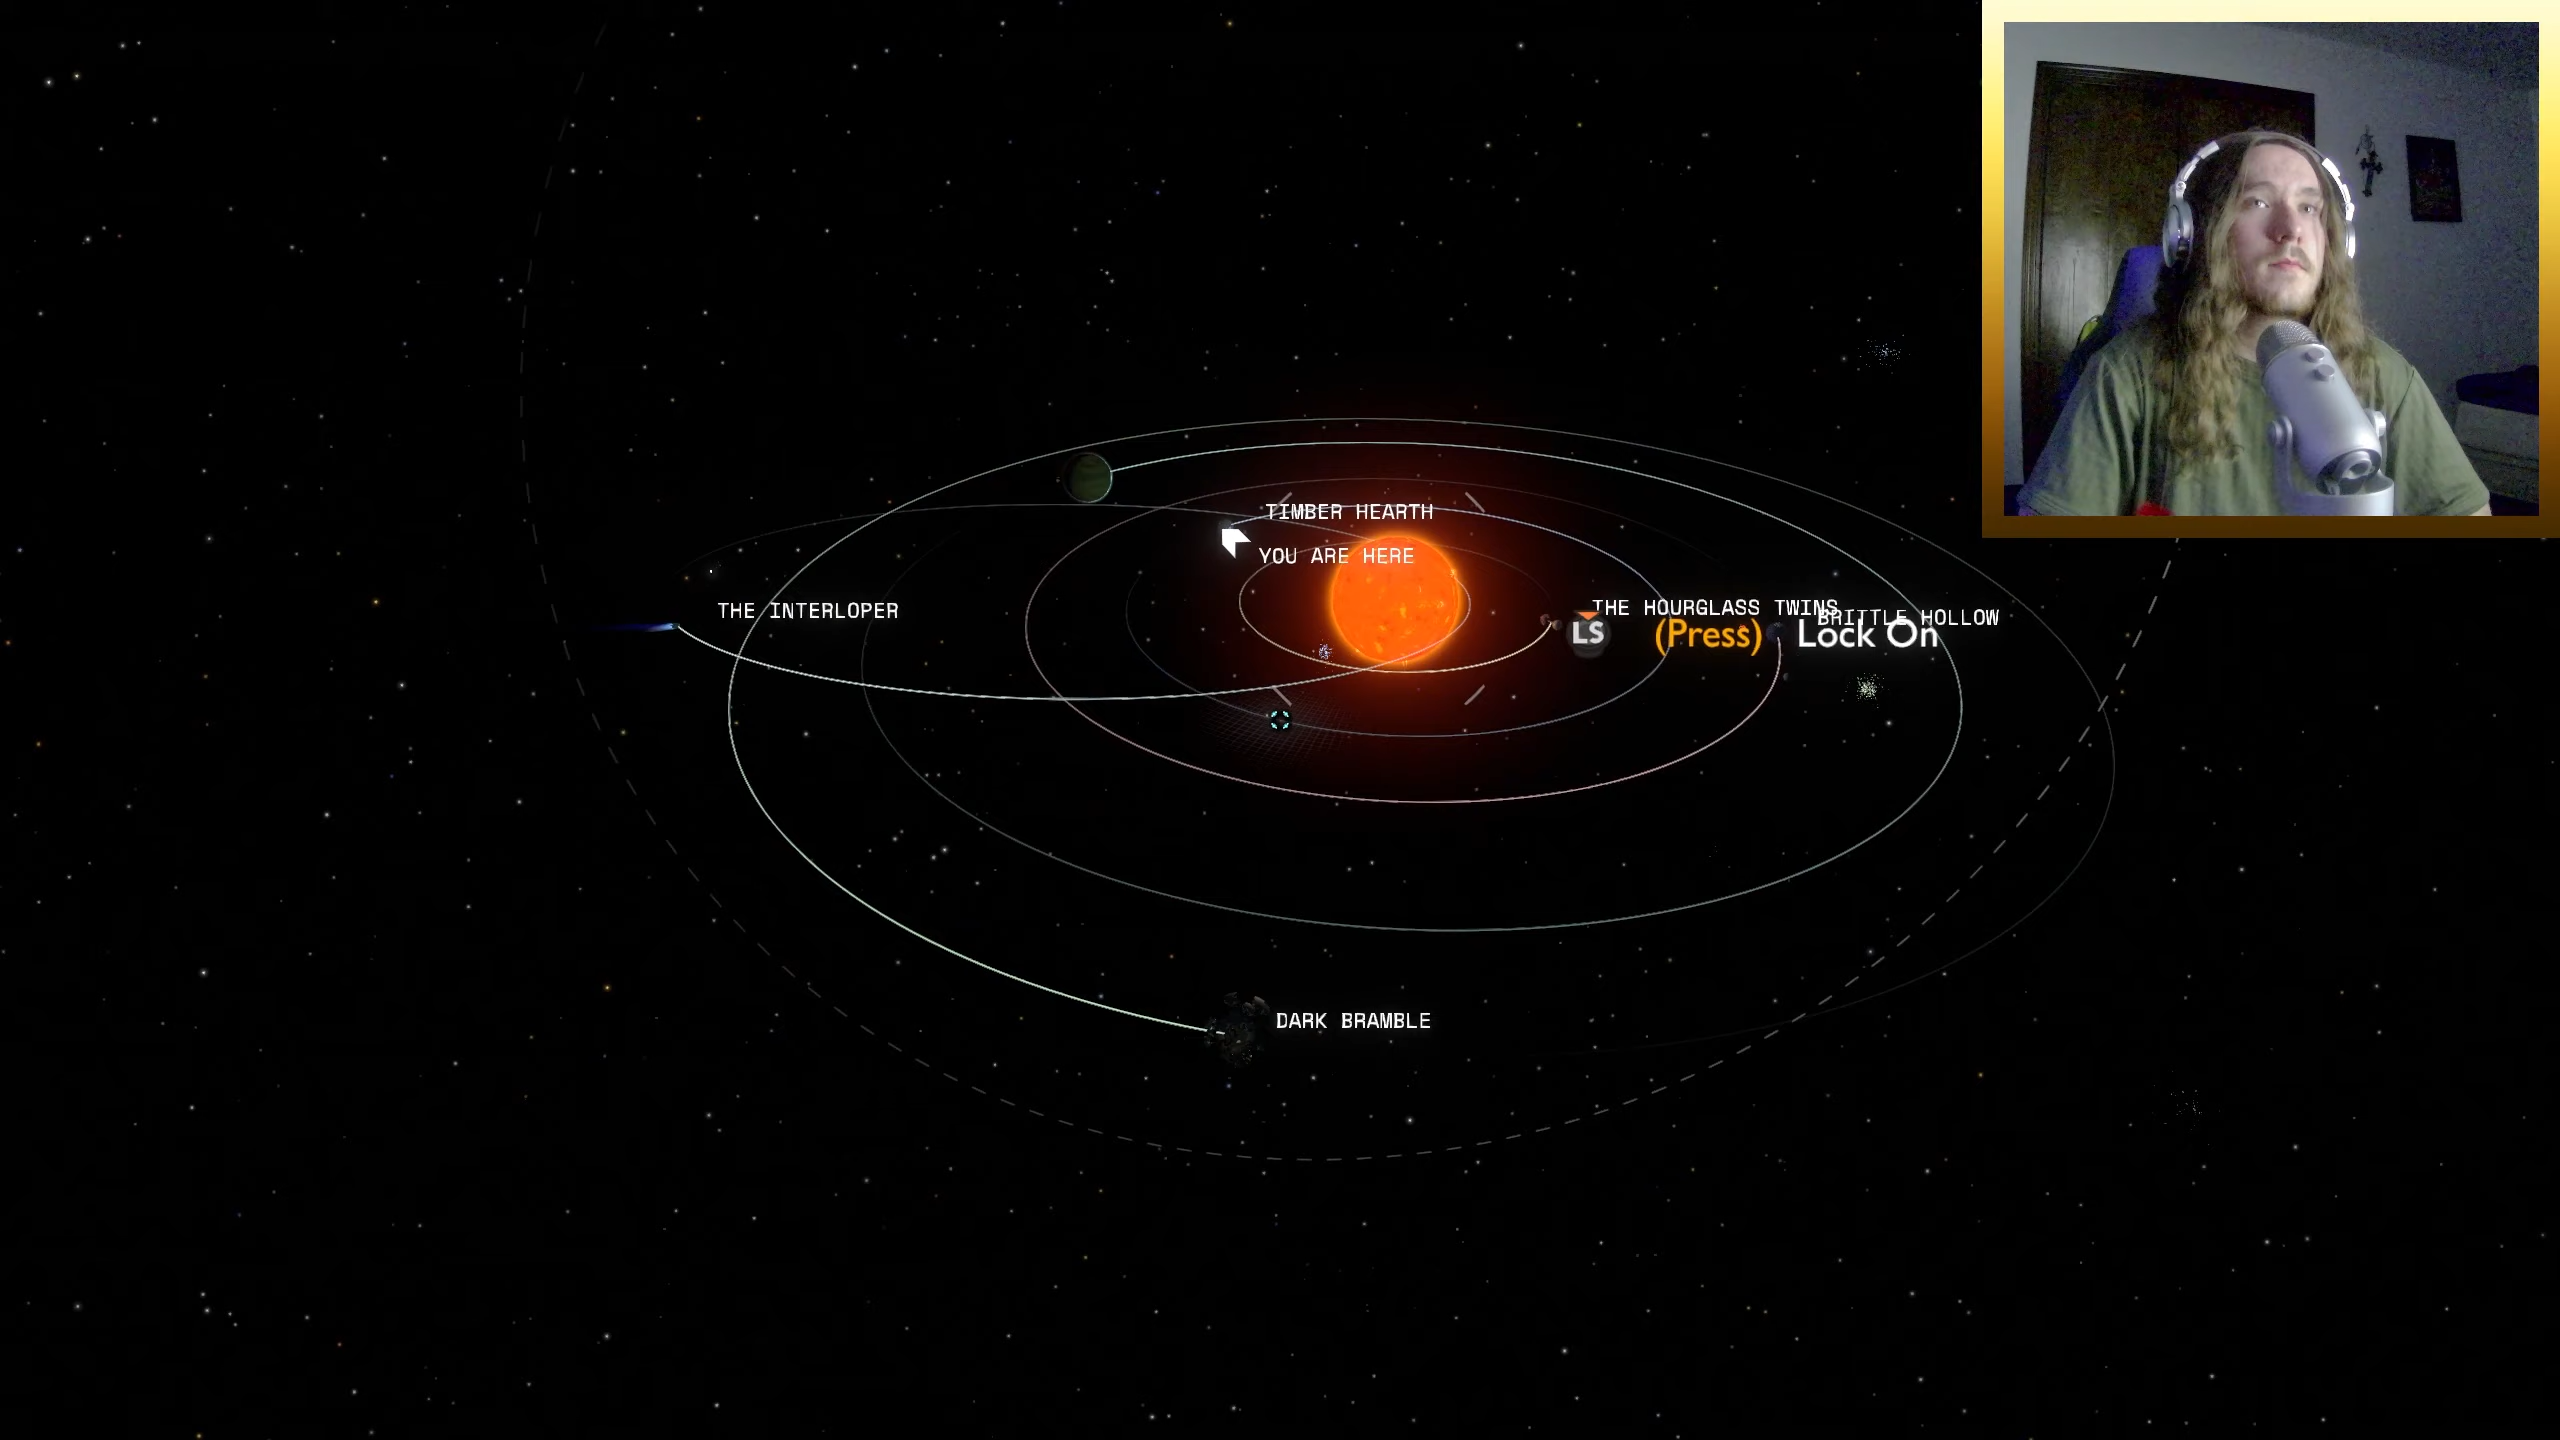 TIMBER HEARTH
YOU ARE HERE
THE INTERLOPER
THE HOURGLASS TWINS
BRITTLE HOLLOW
LS (Press) Lock On
DARK BRAMBLE